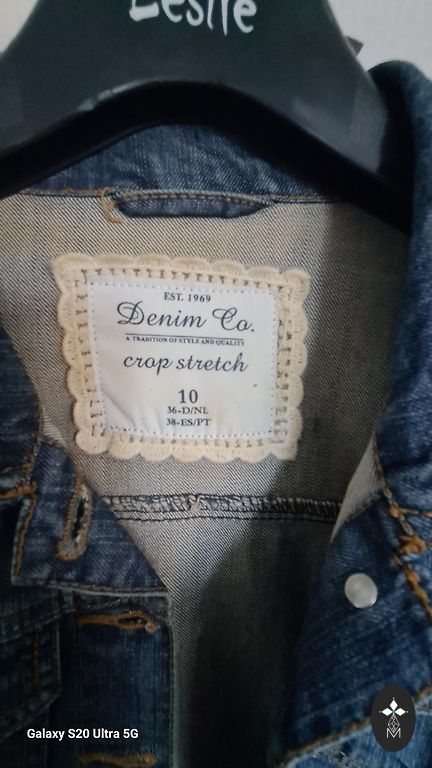 Leslie
EST. 1969
Denim Co.
A TRADITION OF STYLE AND QUALITY
crop stretch
10
36-D/NL
38-ES/PT
Galaxy S20 Ultra 5G
M